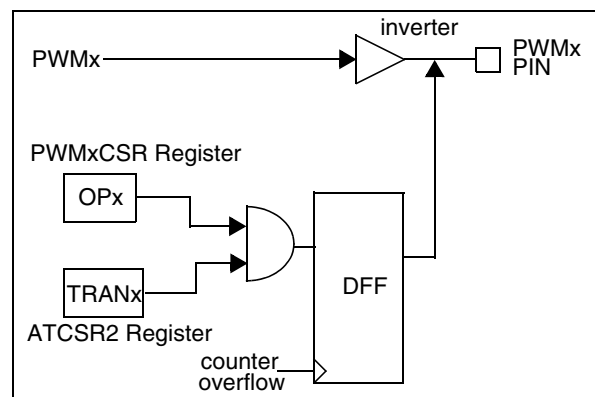 inverter
PWMx
PWMx
PIN
PWMxCSR Register
OPx
TRANx
ATCSR2 Register
DFF
counter
overflow